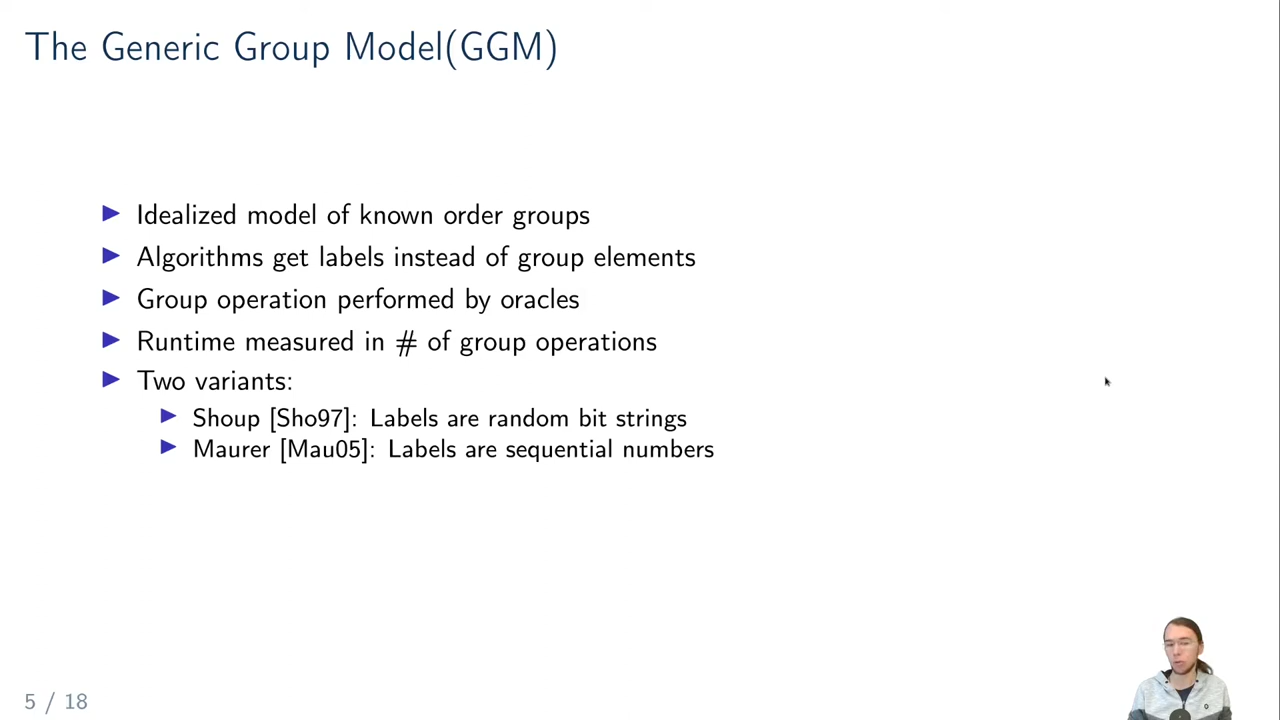 The Generic Group Model(GGM)
Idealized model of known order groups
Algorithms get labels instead of group elements
Group operation performed by oracles
Runtime measured in # of group operations
Two variants:
Shoup [Sho97]: Labels are random bit strings
Maurer [Mau05]: Labels are sequential numbers
5 / 18